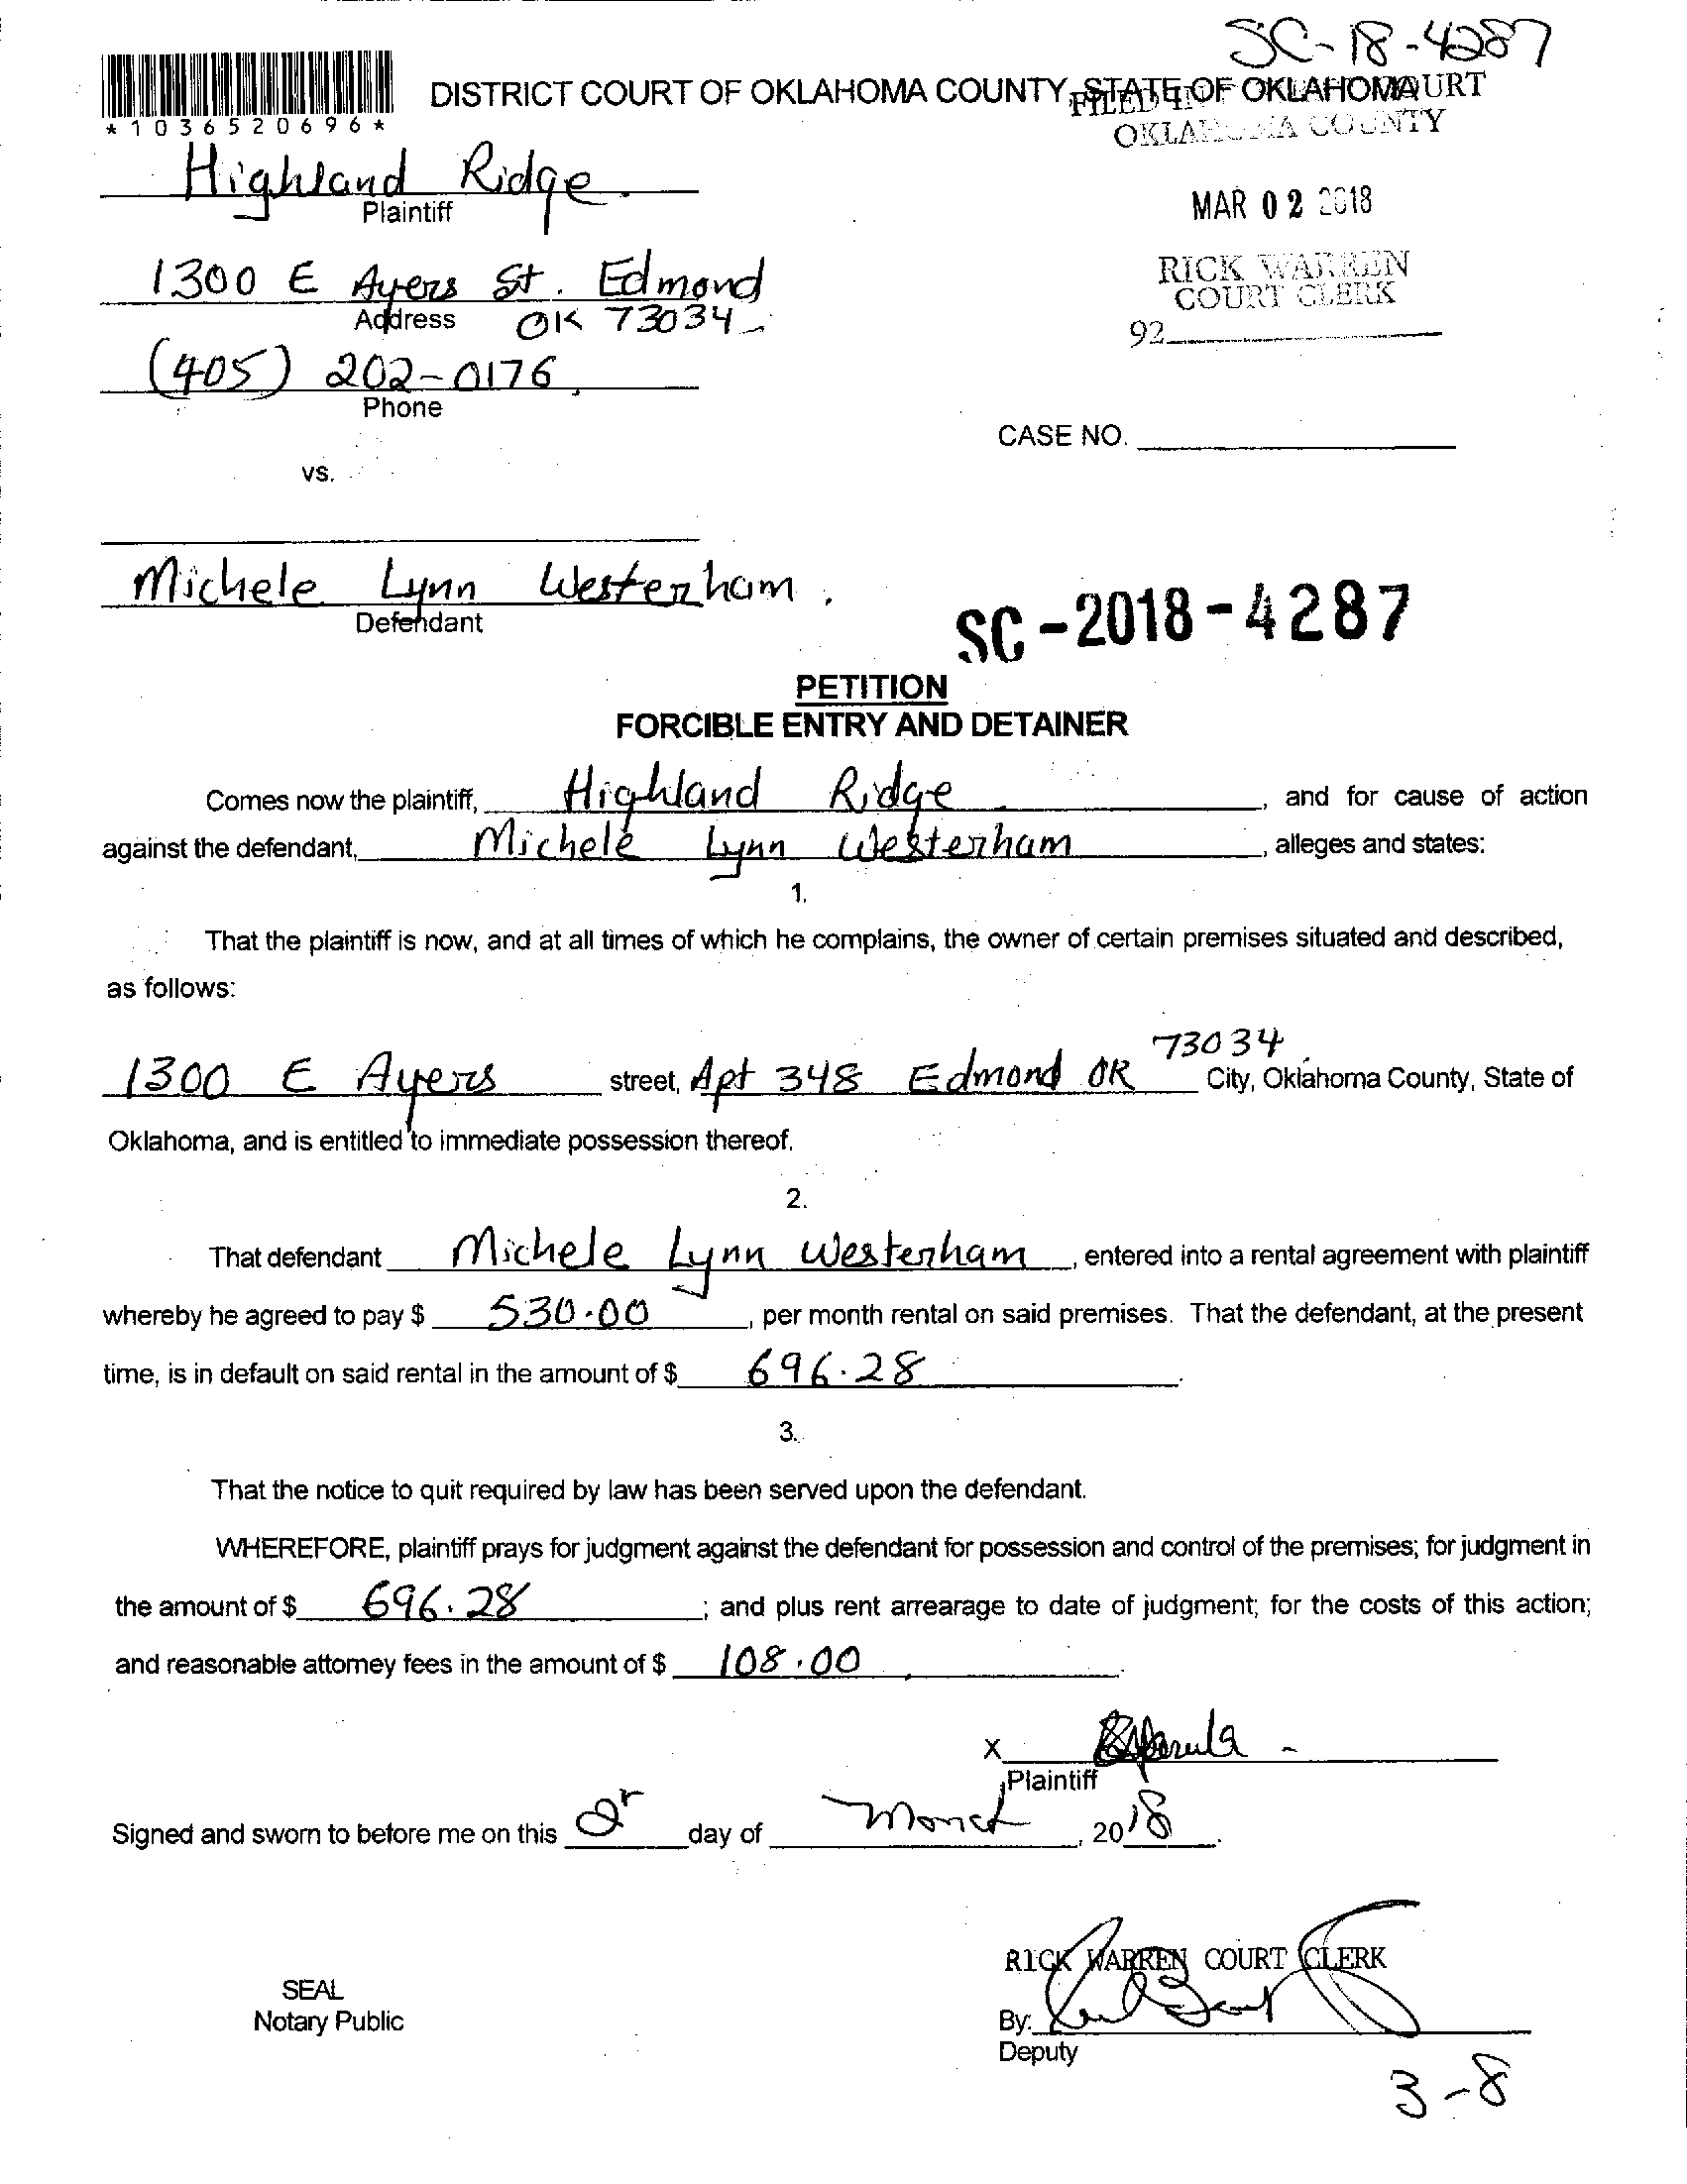 SC-18-4287
DISTRICT COURT OF OKLAHOMA COUNTY, STATE OF OKLAHOMA
FILED IN COURT
OKLAHOMA COUNTY
*1036520696*
Highland Ridge
Plaintiff
MAR 02 2018
1300 E Ayers St. Edmond
Address OK 73034
RICK WARREN
COURT CLERK
92
(405) 202-0176
Phone
CASE NO.
vs.
Michele Lynn Westerham
Defendant
SC-2018-4287
PETITION
FORCIBLE ENTRY AND DETAINER
Comes now the plaintiff, Highland Ridge, and for cause of action
against the defendant, Michele Lynn Westerham, alleges and states:
1.
That the plaintiff is now, and at all times of which he complains, the owner of certain premises situated and described,
as follows:
73034
1300 E Ayers street, Apt 348 Edmond OK City, Oklahoma County, State of
Oklahoma, and is entitled to immediate possession thereof.
2.
That defendant Michele Lynn Westerham, entered into a rental agreement with plaintiff
whereby he agreed to pay $ 530.00, per month rental on said premises. That the defendant, at the present
time, is in default on said rental in the amount of $ 696.28.
3.
That the notice to quit required by law has been served upon the defendant.
WHEREFORE, plaintiff prays for judgment against the defendant for possession and control of the premises; for judgment in
the amount of $ 696.28; and plus rent arrearage to date of judgment; for the costs of this action;
and reasonable attorney fees in the amount of $ 108.00.
X
Plaintiff
Signed and sworn to before me on this 2 day of March, 2018.
RICK WARREN COURT CLERK
SEAL
Notary Public
By:
Deputy
3-8